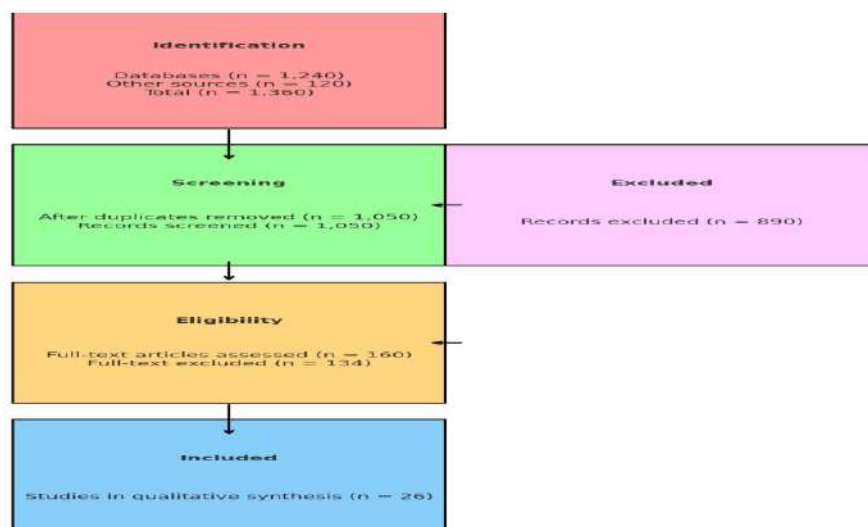 Identification
Databases (n = 1,240)
Other sources (n = 120)
Total (n = 1,360)
Screening
After duplicates removed (n = 1,050)
Records screened (n = 1,050)
Excluded
Records excluded (n = 890)
Eligibility
Full-text articles assessed (n = 160)
Full-text excluded (n = 134)
Included
Studies in qualitative synthesis (n = 26)